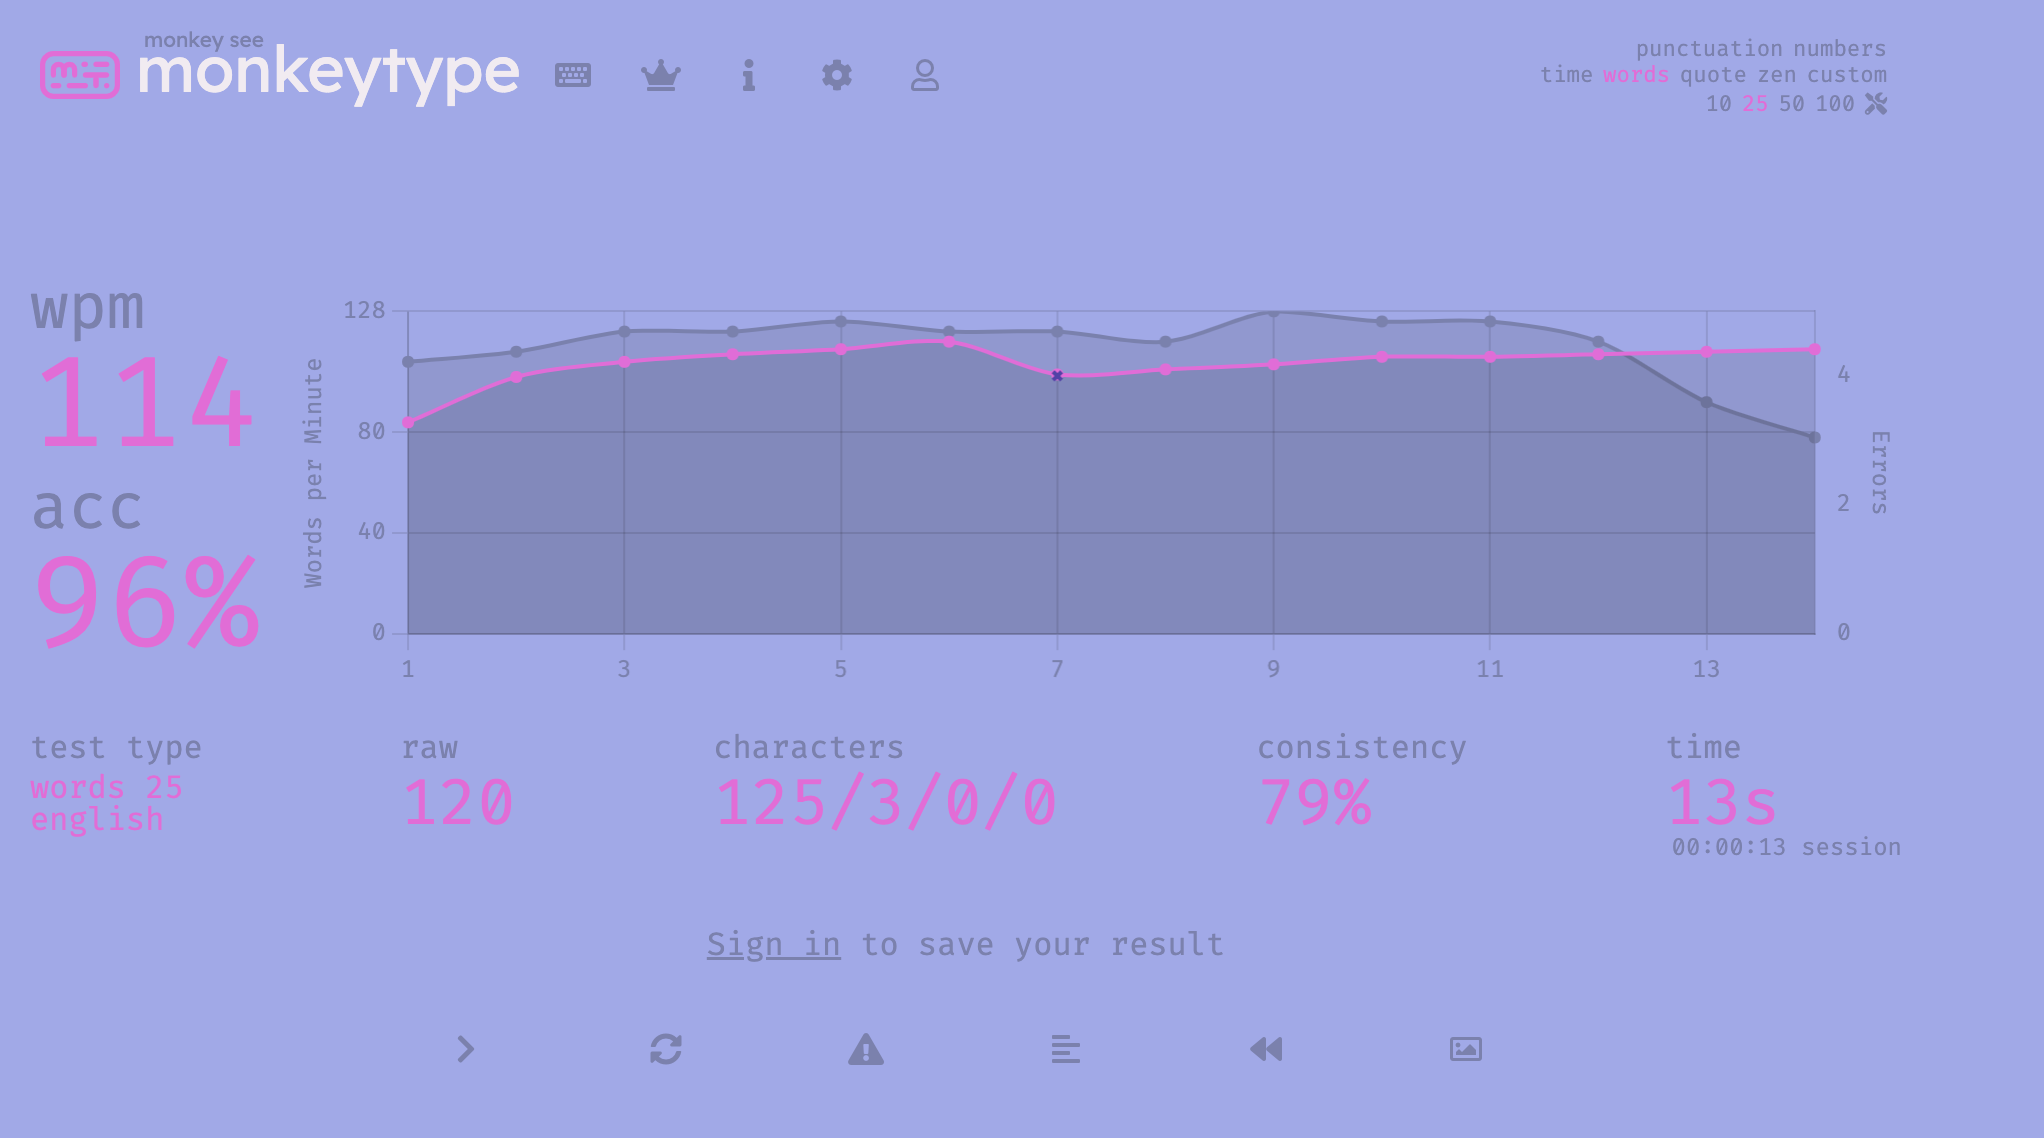 monkey see
monkeytype
punctuation numbers
time words quote zen custom
10 25 50 100
wpm
114
acc
96%
Words per Minute
128
80
40
0
4
2
0
Errors
1 3 5 7 9 11 13
test type
words 25
english
raw
120
characters
125/3/0/0
consistency
79%
time
13s
00:00:13 session
Sign in to save your result